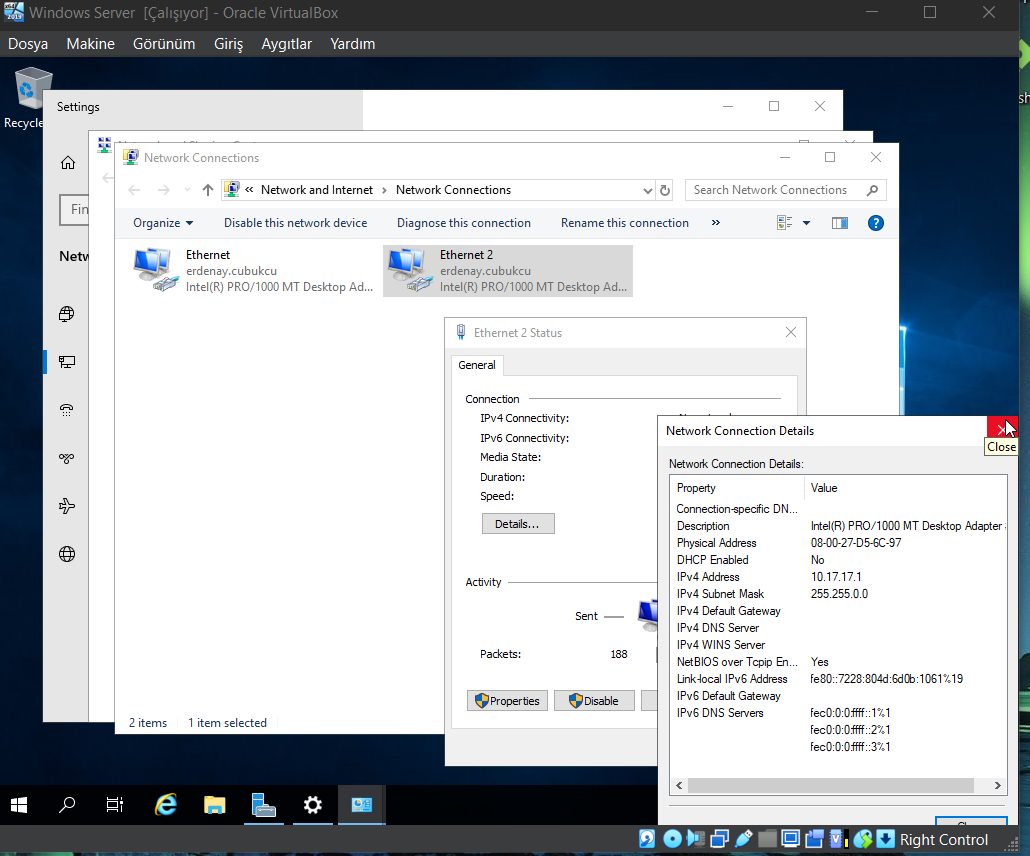 Windows Server [Çalışıyor] - Oracle VirtualBox
Dosya Makine Görünüm Giriş Aygıtlar Yardım
Recycle
Settings
Network Connections
« Network and Internet › Network Connections
Search Network Connections
Fin
Organize Disable this network device Diagnose this connection Rename this connection »
Netw
Ethernet
erdenay.cubukcu
Intel(R) PRO/1000 MT Desktop Ad...
Ethernet 2
erdenay.cubukcu
Intel(R) PRO/1000 MT Desktop Ad...
2 items 1 item selected
Ethernet 2 Status
General
Connection
IPv4 Connectivity:
IPv6 Connectivity:
Media State:
Duration:
Speed:
Details...
Activity
Sent
Packets: 188
Properties
Disable
Network Connection Details
Close
Network Connection Details:
Property Value
Connection-specific DN...
Description Intel(R) PRO/1000 MT Desktop Adapter
Physical Address 08-00-27-D5-6C-97
DHCP Enabled No
IPv4 Address 10.17.17.1
IPv4 Subnet Mask 255.255.0.0
IPv4 Default Gateway
IPv4 DNS Server
IPv4 WINS Server
NetBIOS over Tcpip En... Yes
Link-local IPv6 Address fe80::7228:804d:6d0b:1061%19
IPv6 Default Gateway
IPv6 DNS Servers fec0:0:0:ffff::1%1
fec0:0:0:ffff::2%1
fec0:0:0:ffff::3%1
Right Control